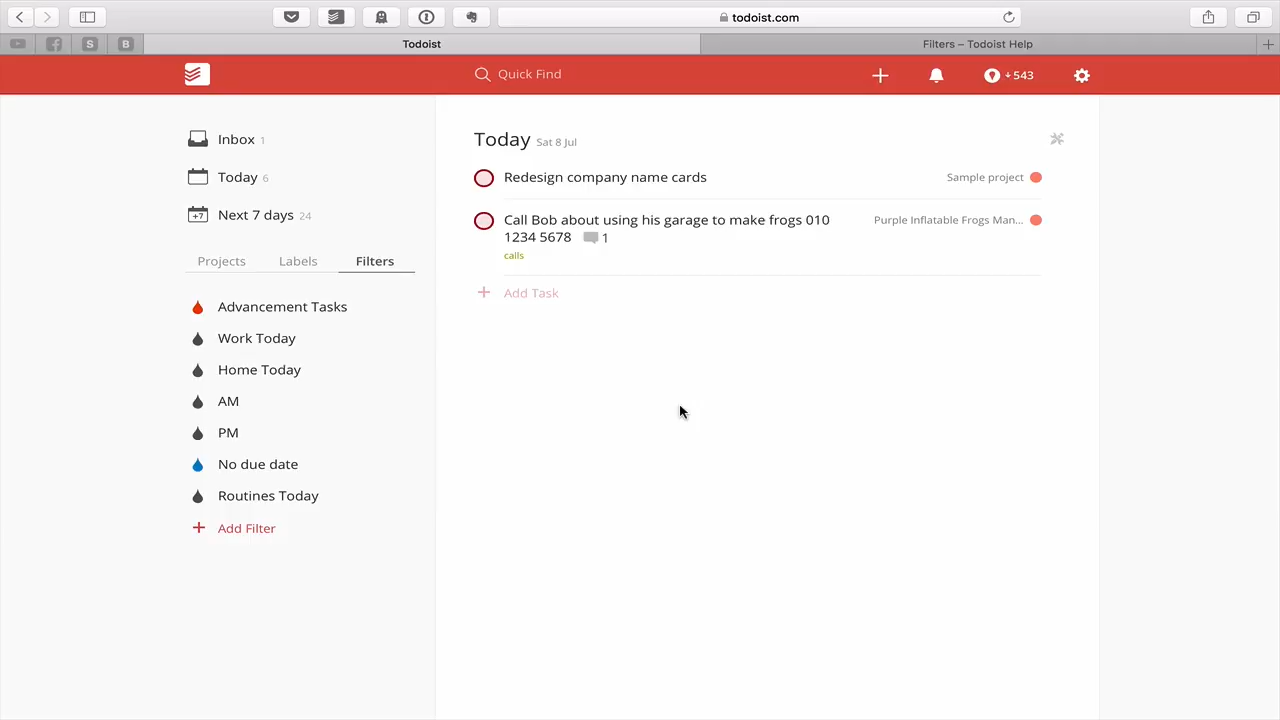 todoist.com
S
B
Todoist
Filters – Todoist Help
Quick Find
543
Inbox 1
Today 6
+7 Next 7 days 24
Projects Labels Filters
Advancement Tasks
Work Today
Home Today
AM
PM
No due date
Routines Today
+ Add Filter
Today Sat 8 Jul
Redesign company name cards
Sample project
Call Bob about using his garage to make frogs 010
1234 5678 1
Purple Inflatable Frogs Man...
calls
+ Add Task